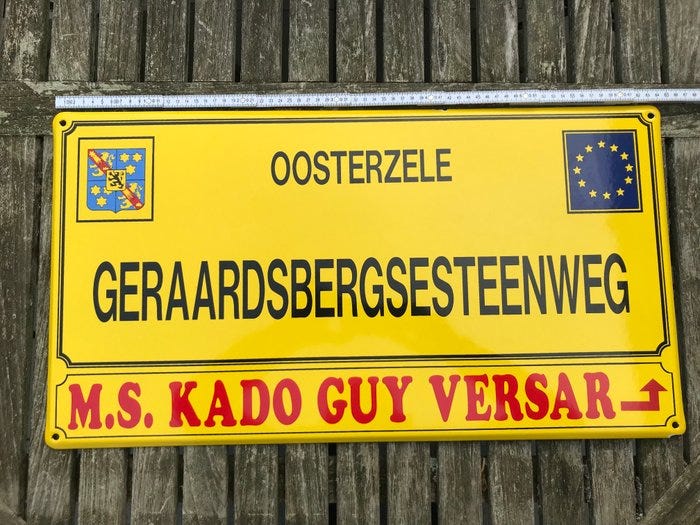 OOSTERZELE
GERAARDSBERGSESTEENWEG
M.S. KADO GUY VERSAR